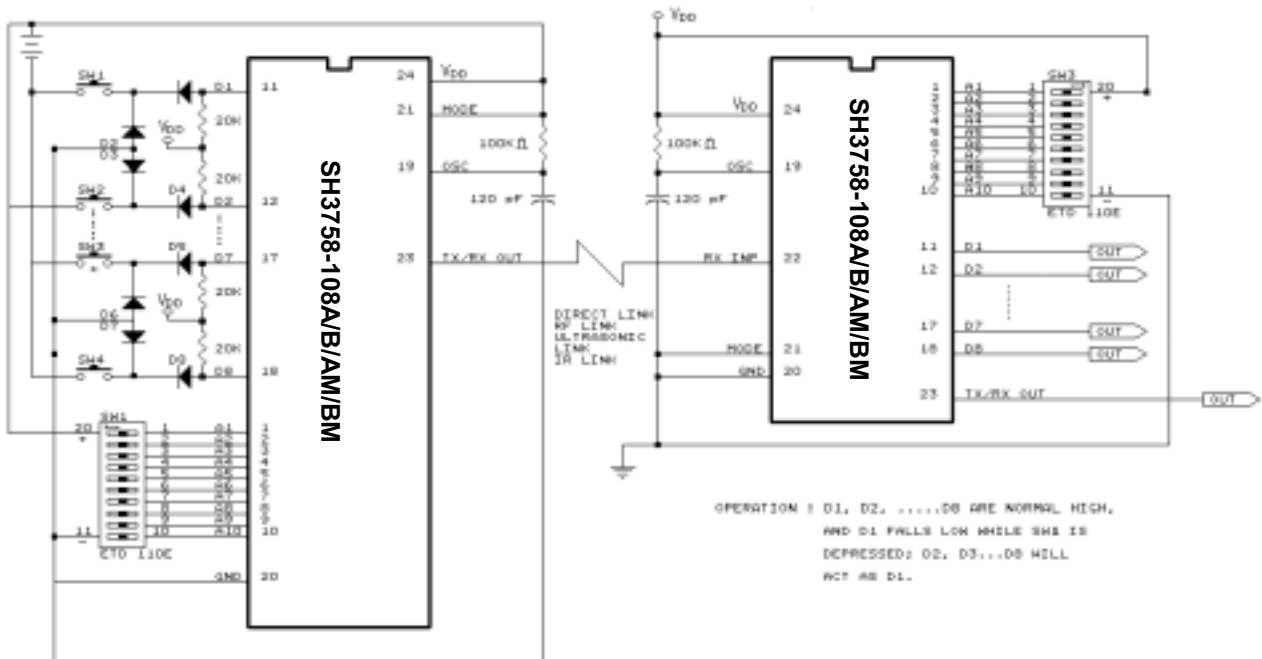 VDD
SW1
D1
11
20K
VDD
D2
D3
20K
SW2
D4
D2
12
D5
D7
17
20K
VDD
D6
D7
20K
SW4
D8
18
SW1
20
+
1
A1
1
2
3
4
10
A10
10
11
-
ETD 110E
GND
20
SH3758-108A/B/AM/BM
24
VDD
21
MODE
100KΩ
19
OSC
120 pF
23
TX/RX OUT
DIRECT LINK
RF LINK
ULTRASONIC
LINK
IR LINK
VDD
24
100KΩ
OSC
19
120 pF
RX INP
22
MODE
21
GND
20
SH3758-108A/B/AM/BM
SW3
1
A1
1
20
+
10
A10
10
11
-
ETD 110E
11
D1
OUT
12
D2
OUT
17
D7
OUT
18
D8
OUT
23
TX/RX OUT
OUT
OPERATION : D1, D2, .....D8 ARE NORMAL HIGH,
AND D1 FALLS LOW WHILE IS
DEPRESSED; D2, D3...D8 WILL
ACT AS D1.